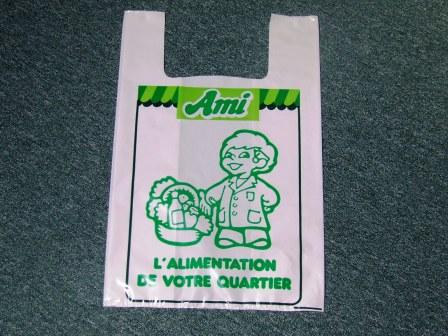 Ami
L'ALIMENTATION
DE VOTRE QUARTIER